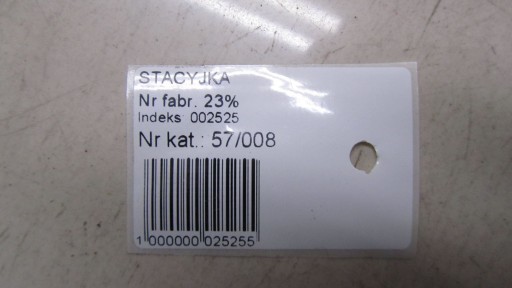 STACYJKA
Nr fabr. 23%
Indeks 002525
Nr kat.: 57/008
1 000000 025255